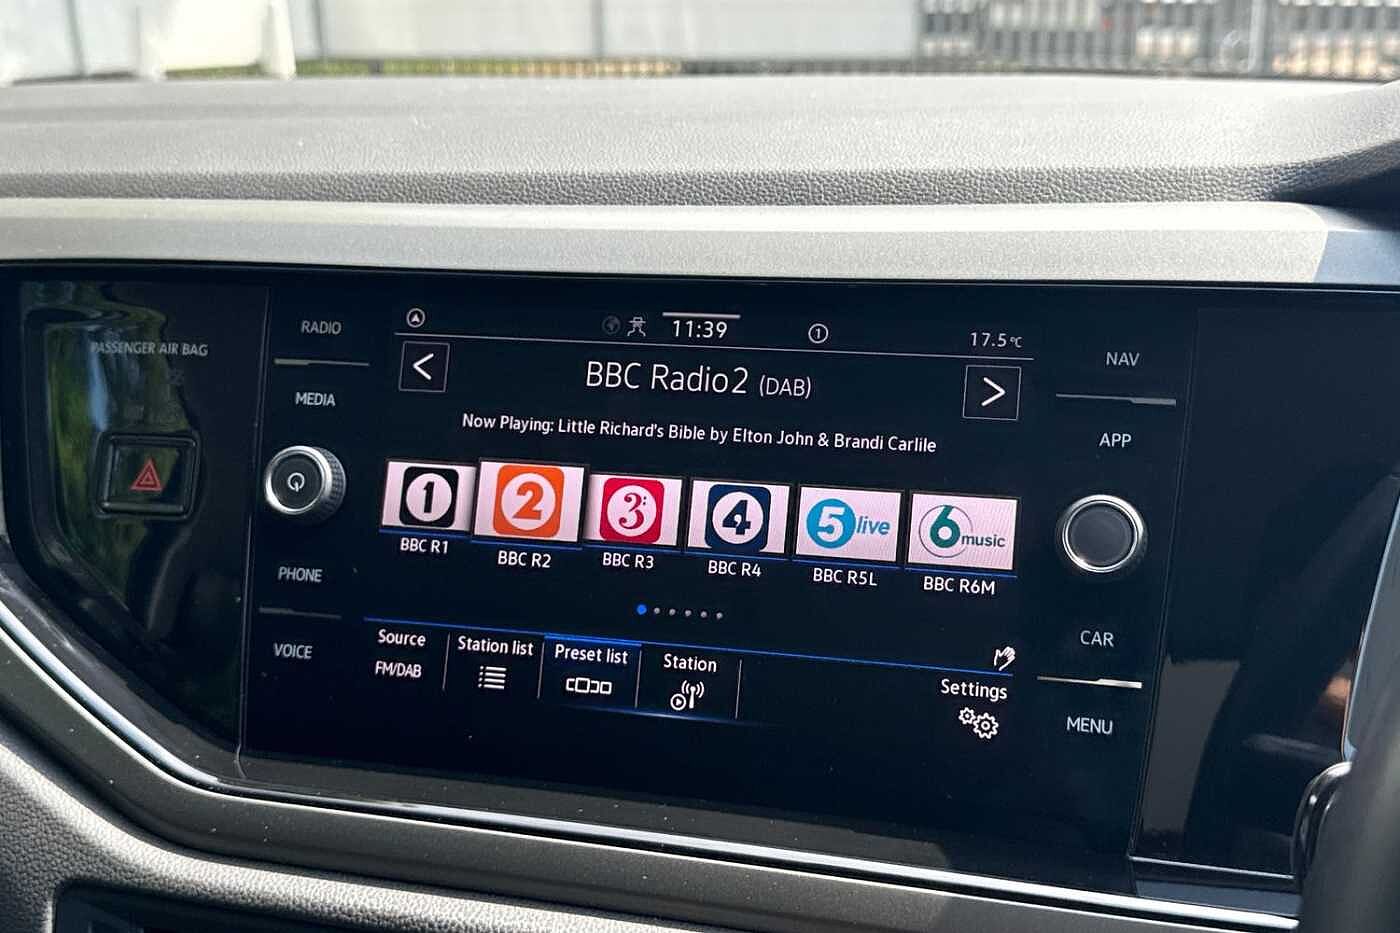 PASSENGER AIR BAG
RADIO
MEDIA
PHONE
VOICE
11:39
1
17.5°C
BBC Radio2 (DAB)
Now Playing: Little Richard's Bible by Elton John & Brandi Carlile
1
2
3
4
5 live
6 music
BBC R1
BBC R2
BBC R3
BBC R4
BBC R5L
BBC R6M
Source
FM/DAB
Station list
Preset list
Station
Settings
NAV
APP
CAR
MENU